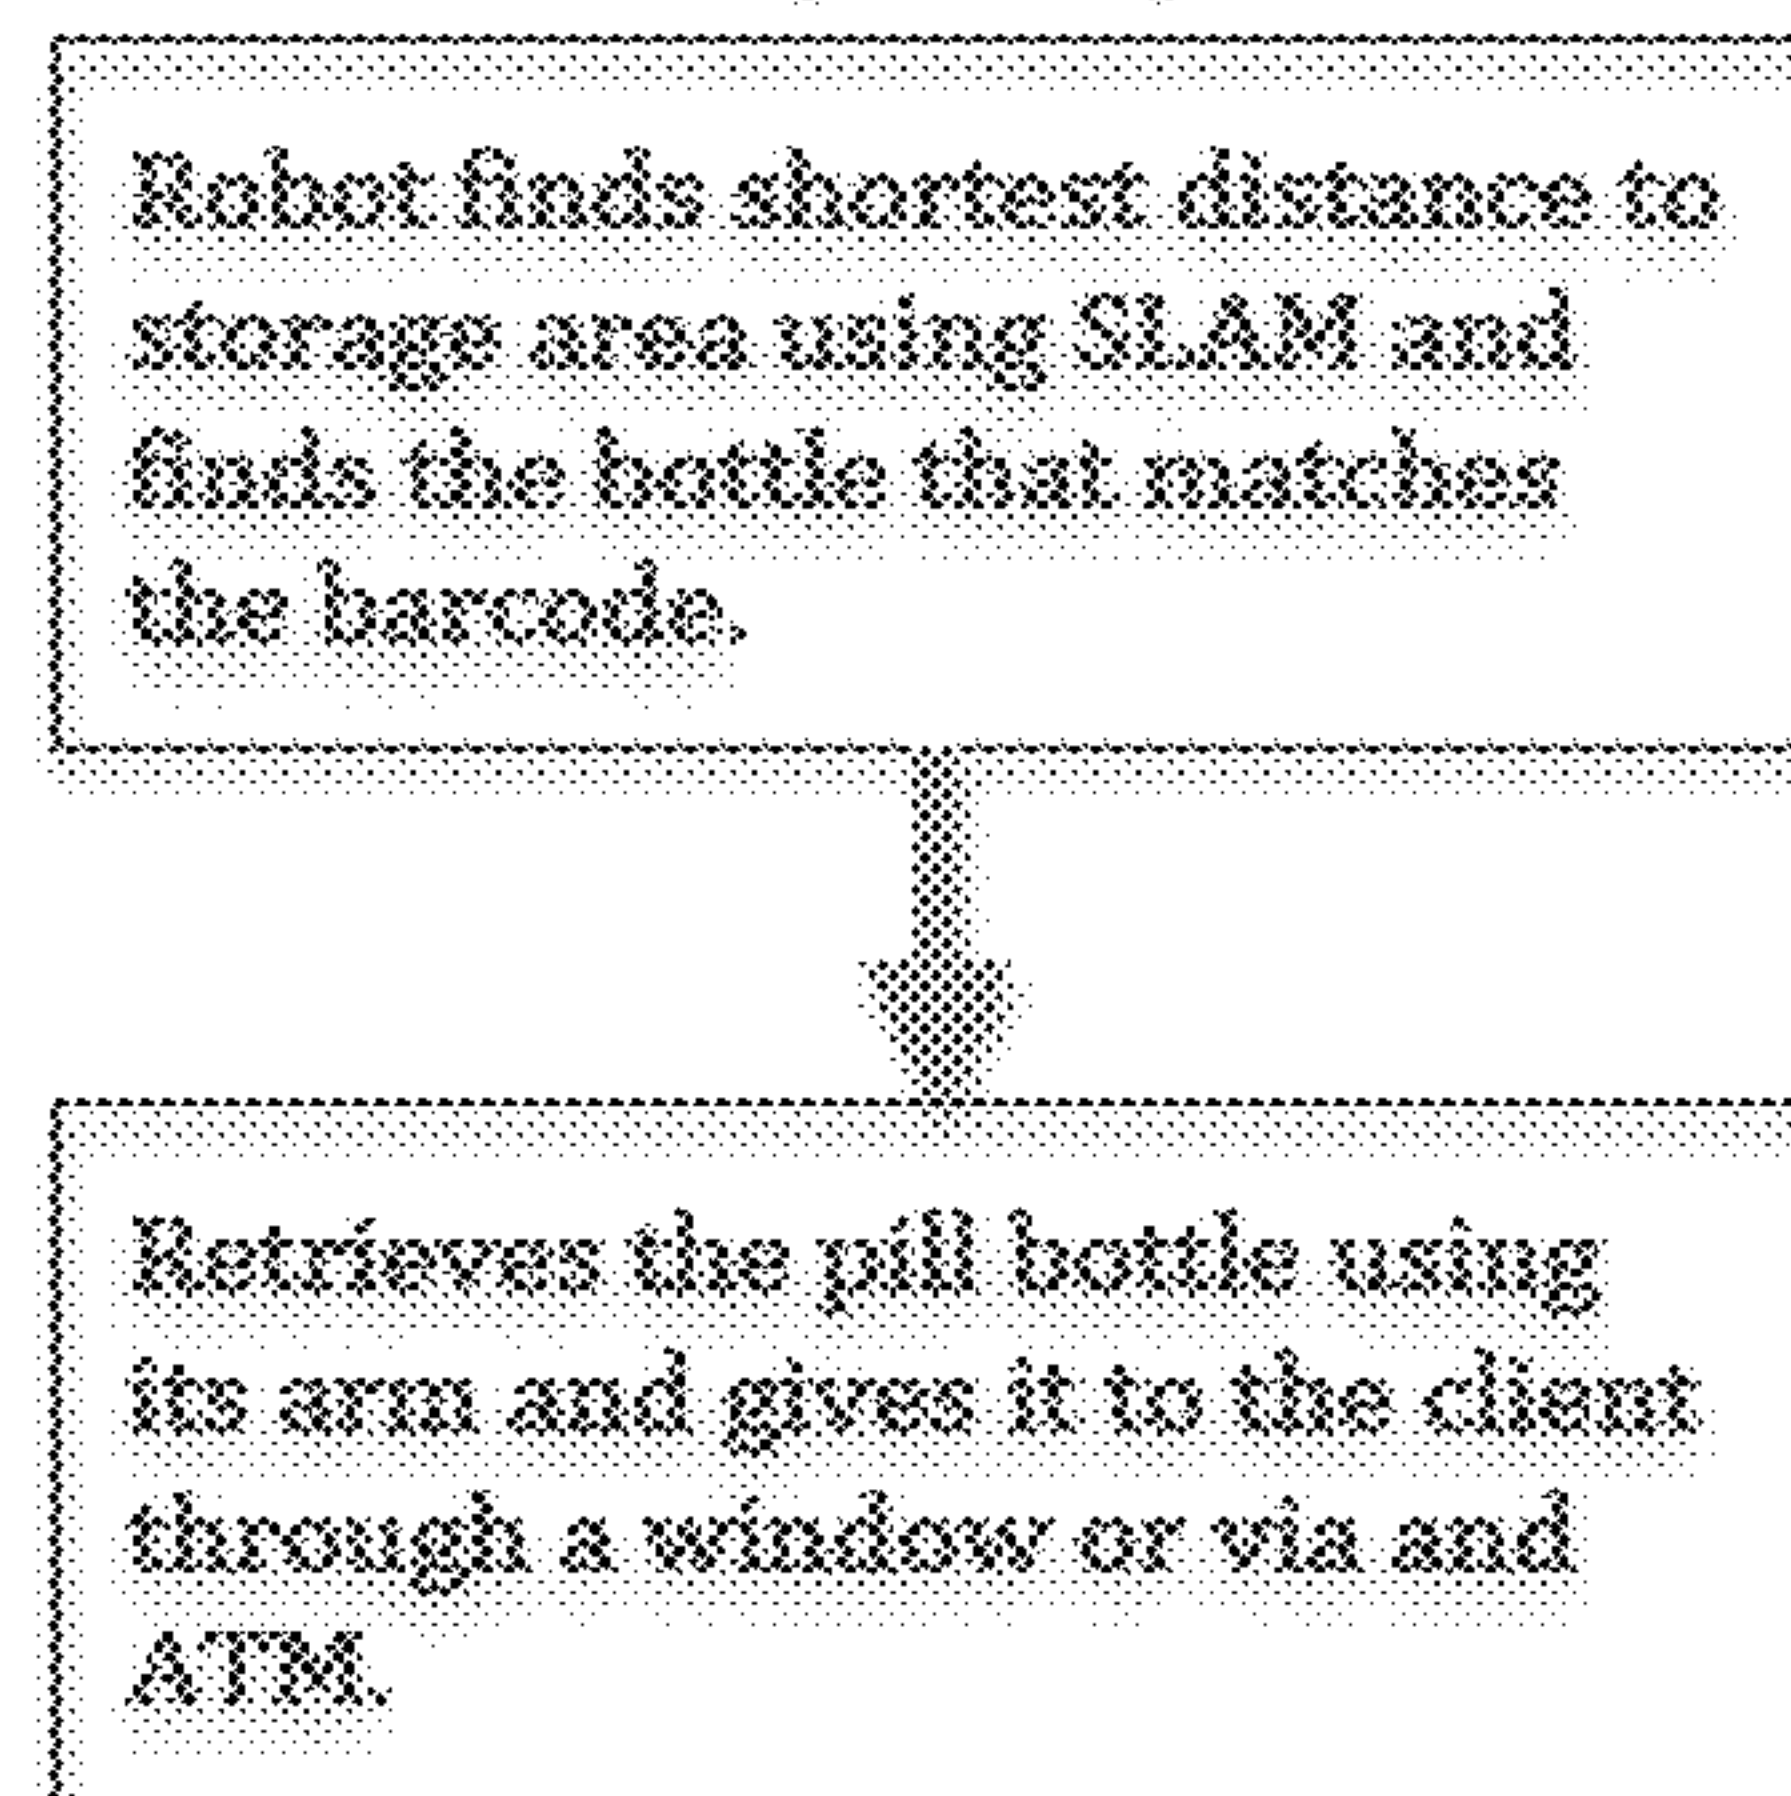 Robot finds shortest distance to
storage area using SLAM and
finds the bottle that matches
the barcode.
Retrieves the pill bottle using
its arm and gives it to the client
through a window or via and
ATM.